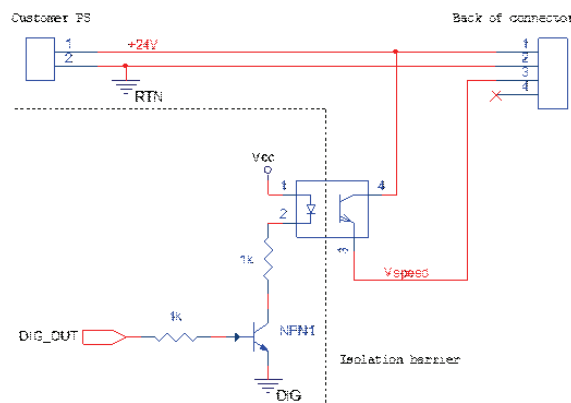 Customer PS
Back of connector
1
+24V
1
2
2
3
4
RTN
Vcc
1
4
2
3
1k
Vspeed
1k
NPN1
DIG_OUT
Isolation barrier
DIG